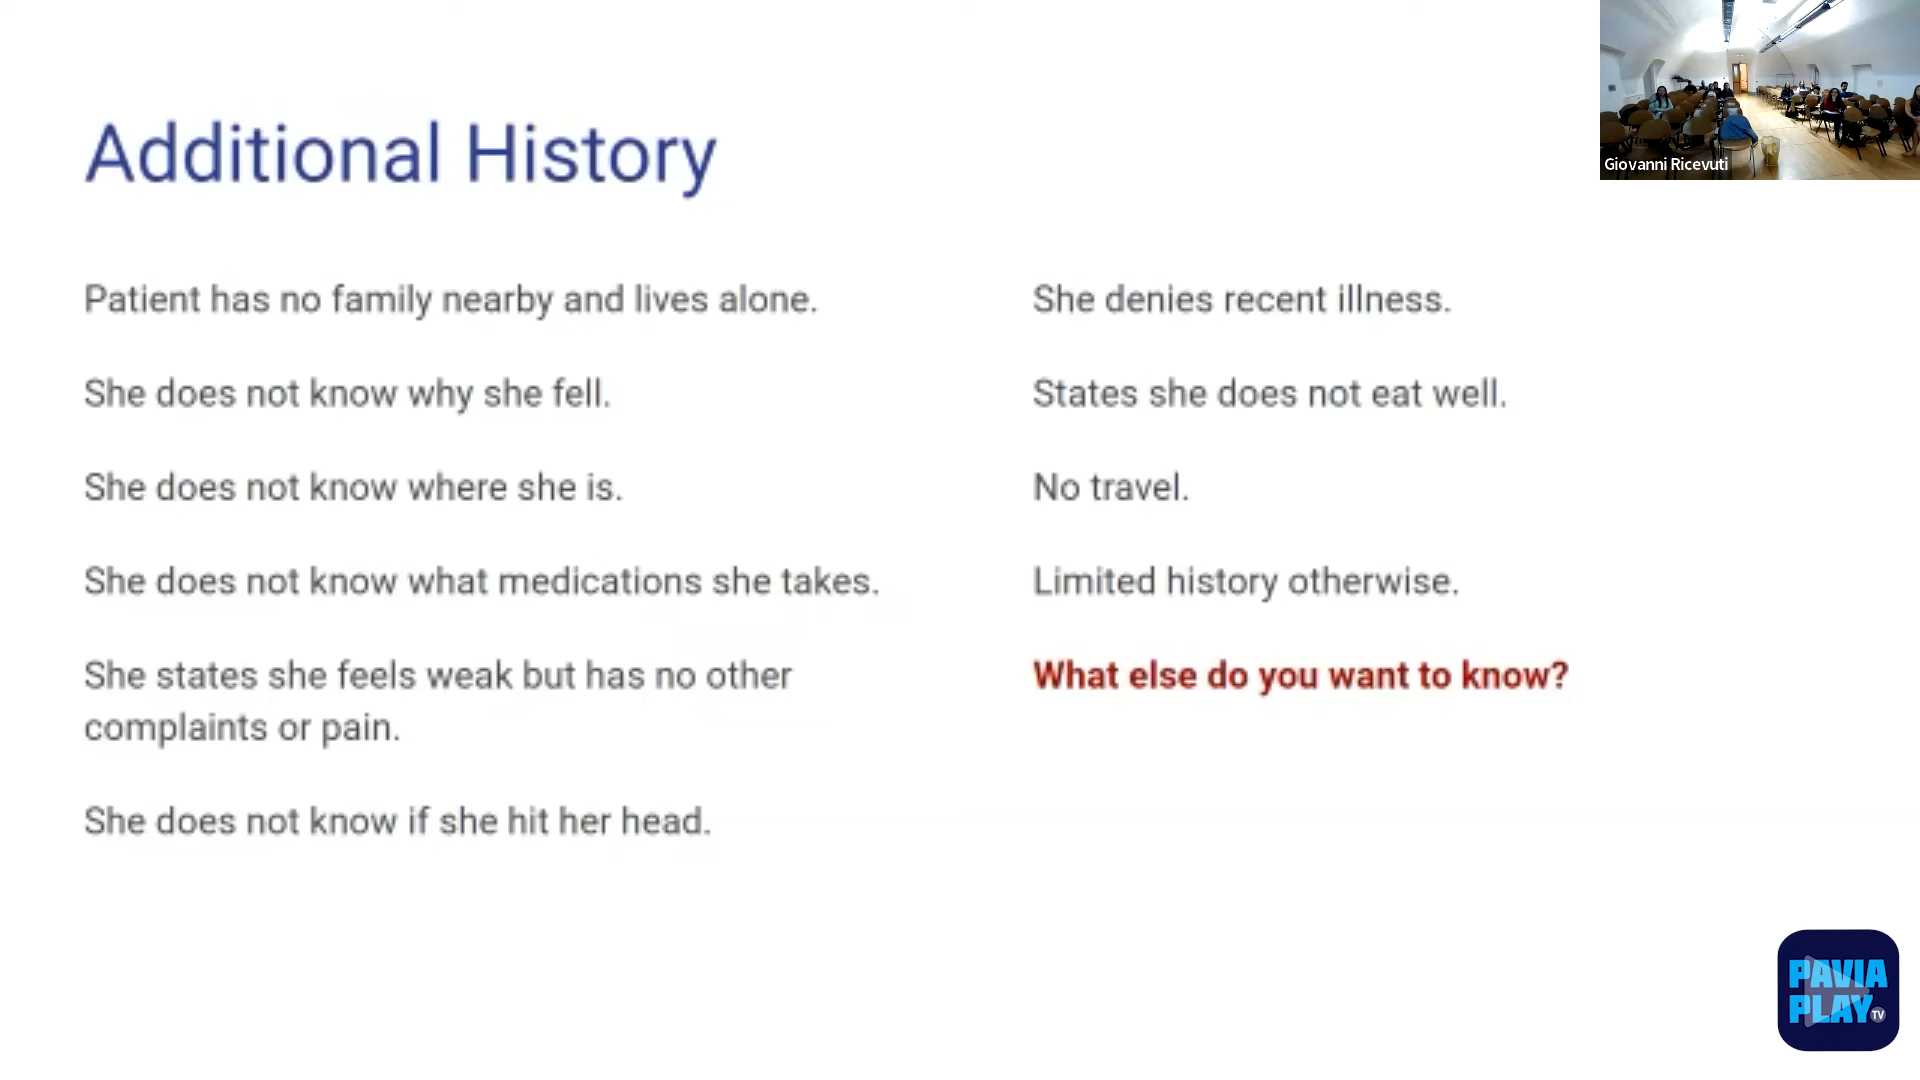 Additional History
Patient has no family nearby and lives alone.
She does not know why she fell.
She does not know where she is.
She does not know what medications she takes.
She states she feels weak but has no other
complaints or pain.
She does not know if she hit her head.
She denies recent illness.
States she does not eat well.
No travel.
Limited history otherwise.
What else do you want to know?
Giovanni Ricevuti
PAVIA
PLAY TV